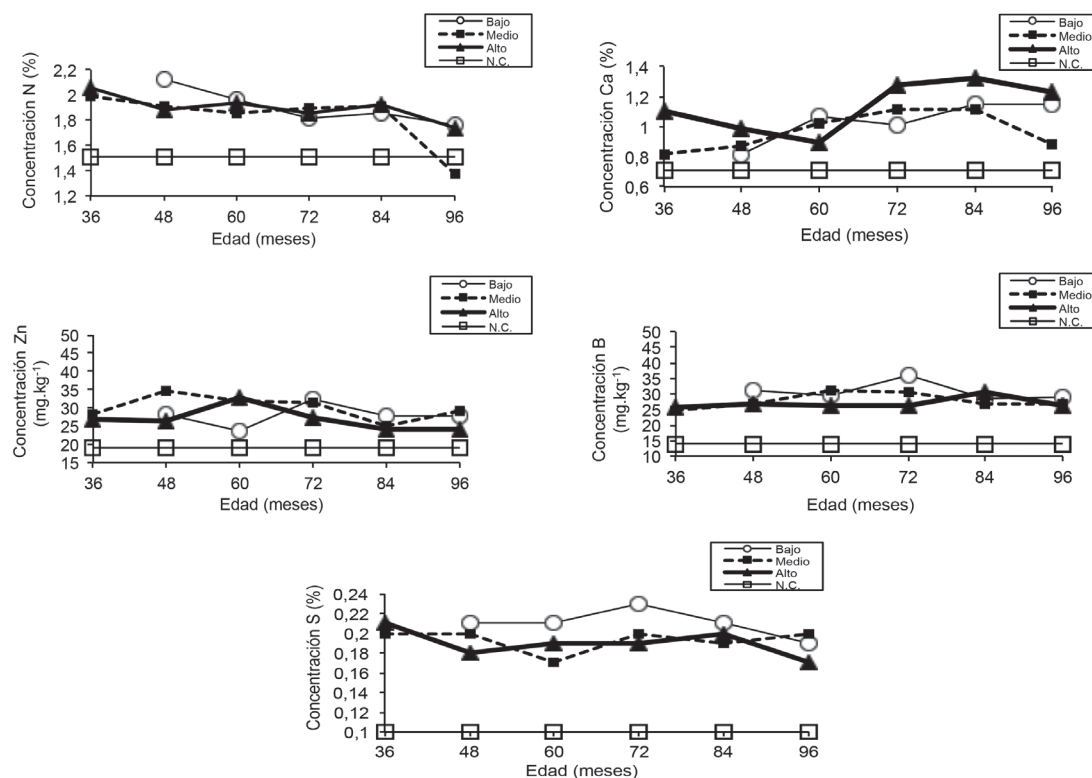 Bajo
Medio
Alto
N.C.
Concentración N (%)
2,2
2
1,8
1,6
1,4
1,2
36 48 60 72 84 96
Edad (meses)
Bajo
Medio
Alto
N.C.
Concentración Ca (%)
1,4
1,2
1
0,8
0,6
36 48 60 72 84 96
Edad (meses)
Bajo
Medio
Alto
N.C.
Concentración Zn
(mg.kg⁻¹)
50
45
40
35
30
25
20
15
36 48 60 72 84 96
Edad (meses)
Bajo
Medio
Alto
N.C.
Concentración B
(mg.kg⁻¹)
50
45
40
35
30
25
20
15
10
36 48 60 72 84 96
Edad (meses)
Bajo
Medio
Alto
N.C.
Concentración S (%)
0,24
0,22
0,2
0,18
0,16
0,14
0,12
0,1
36 48 60 72 84 96
Edad (meses)